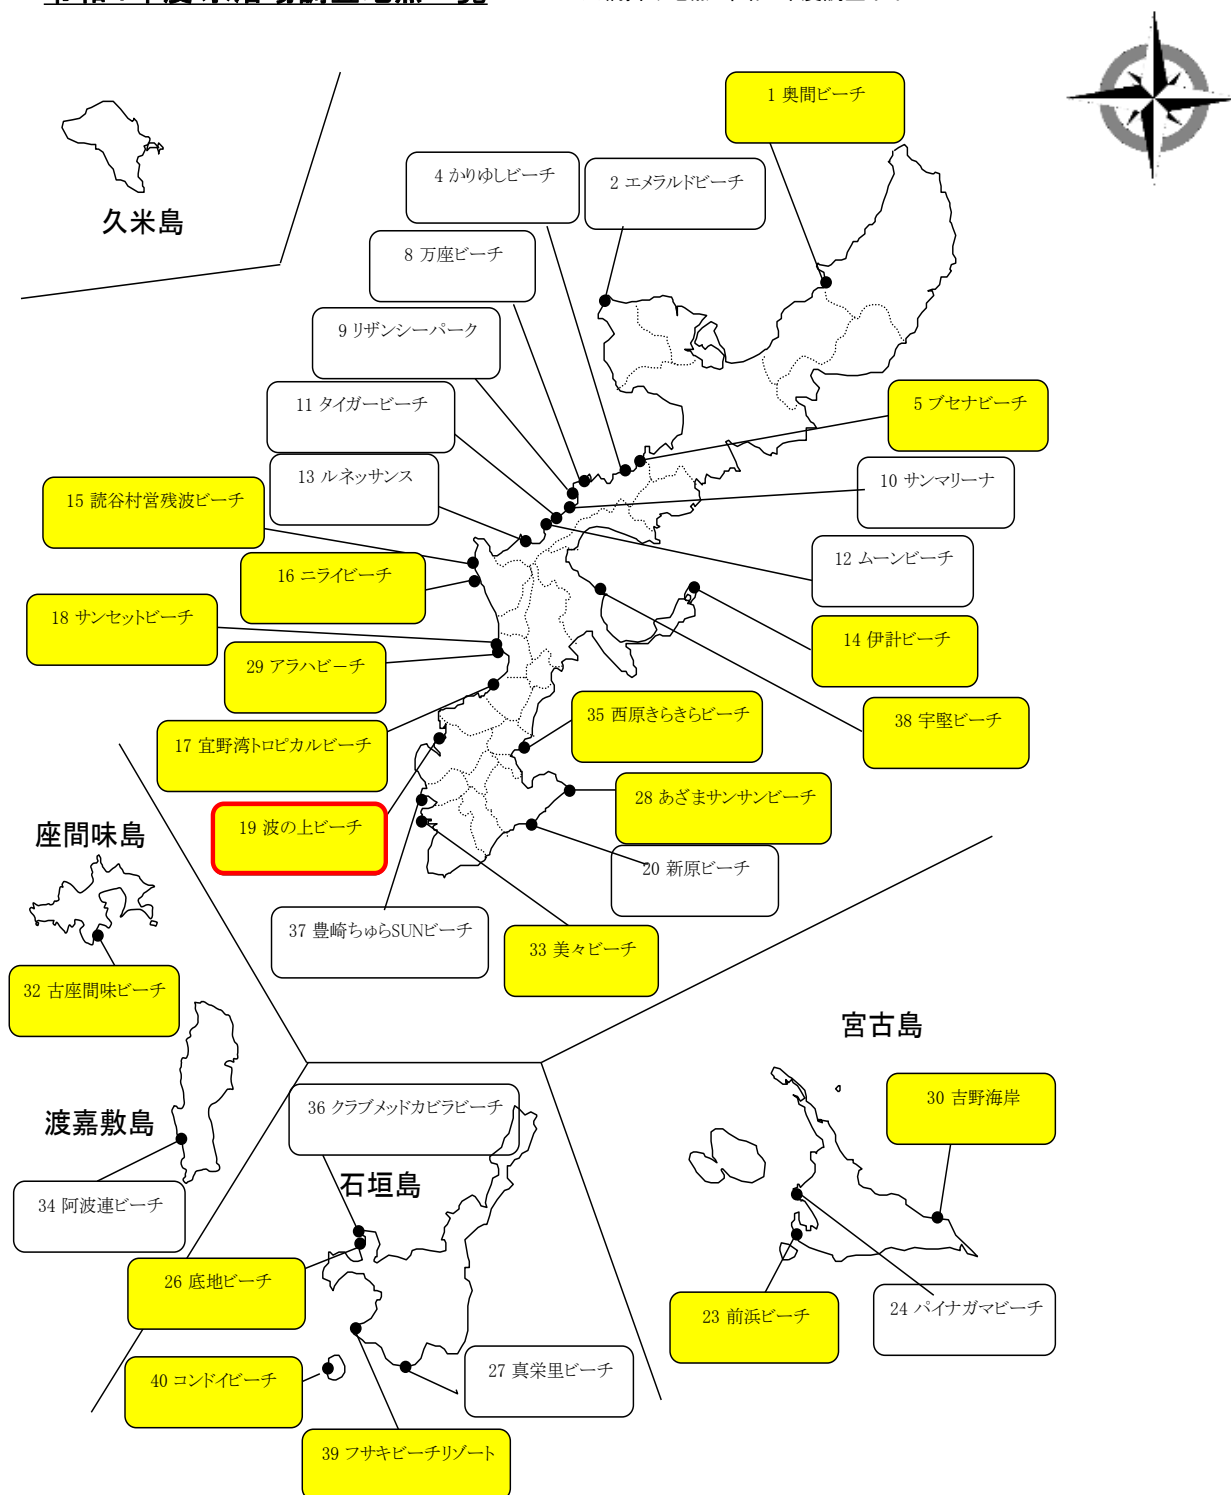 1 奥間ビーチ
久米島
4 かりゆしビーチ
2 エメラルドビーチ
8 万座ビーチ
9 リザンシーパーク
11 タイガービーチ
5 ブセナビーチ
13 ルネッサンス
10 サンマリーナ
15 読谷村営残波ビーチ
12 ムーンビーチ
16 ニライビーチ
18 サンセットビーチ
14 伊計ビーチ
29 アラハビーチ
35 西原きらきらビーチ
38 宇堅ビーチ
17 宜野湾トロピカルビーチ
28 あざまサンサンビーチ
19 波の上ビーチ
座間味島
20 新原ビーチ
37 豊崎ちゅらSUNビーチ
33 美々ビーチ
32 古座間味ビーチ
宮古島
30 吉野海岸
36 クラブメッドカビラビーチ
渡嘉敷島
石垣島
34 阿波連ビーチ
26 底地ビーチ
23 前浜ビーチ
24 パイナガマビーチ
27 真栄里ビーチ
40 コンドイビーチ
39 フサキビーチリゾート